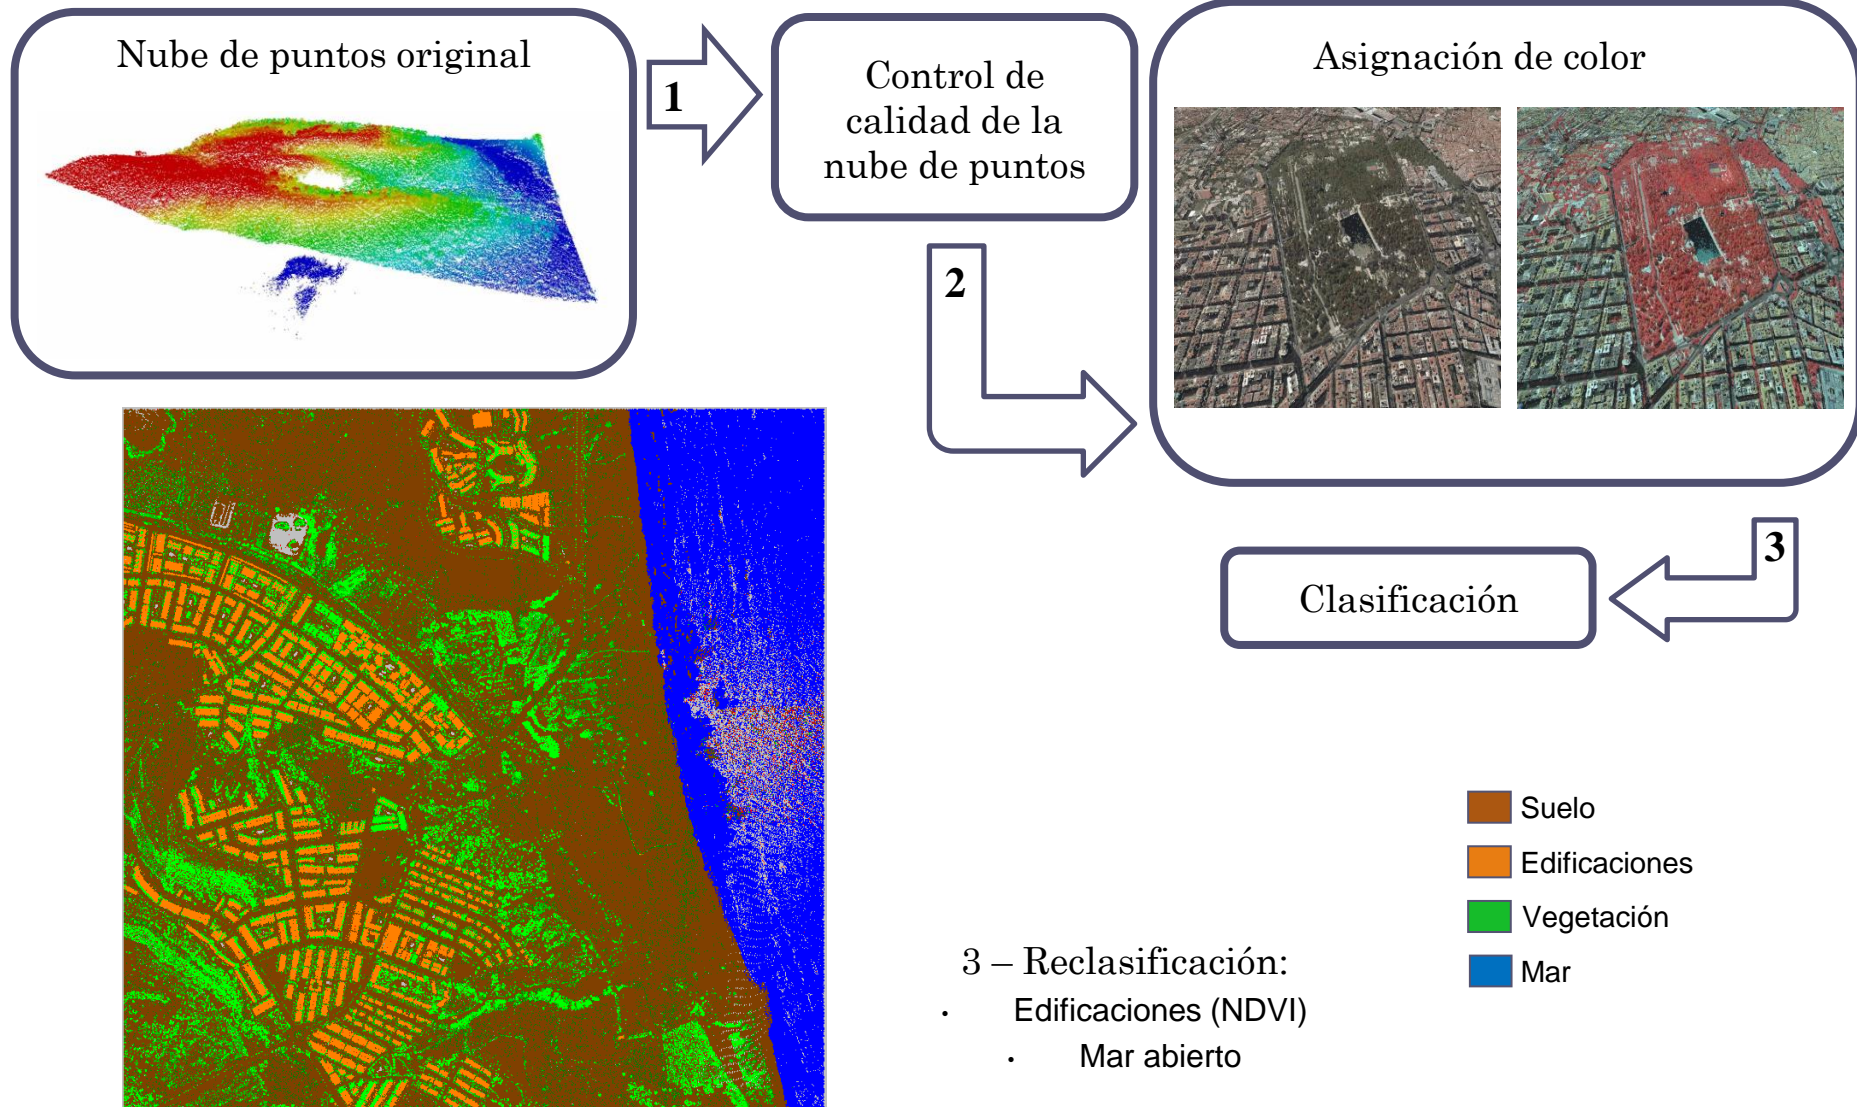 Nube de puntos original
1
Control de
calidad de la
nube de puntos
Asignación de color
2
3
Clasificación
Suelo
Edificaciones
Vegetación
Mar
3 – Reclasificación:
• Edificaciones (NDVI)
• Mar abierto